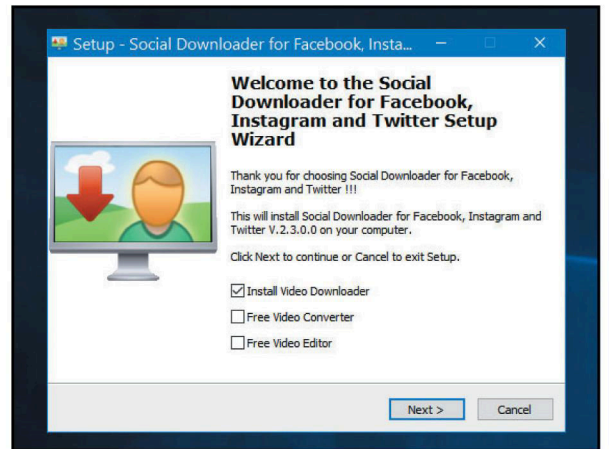 Setup - Social Downloader for Facebook, Insta...
Welcome to the Social
Downloader for Facebook,
Instagram and Twitter Setup
Wizard
Thank you for choosing Social Downloader for Facebook,
Instagram and Twitter !!!
This will install Social Downloader for Facebook, Instagram and
Twitter V.2.3.0.0 on your computer.
Click Next to continue or Cancel to exit Setup.
Install Video Downloader
Free Video Converter
Free Video Editor
Next >
Cancel